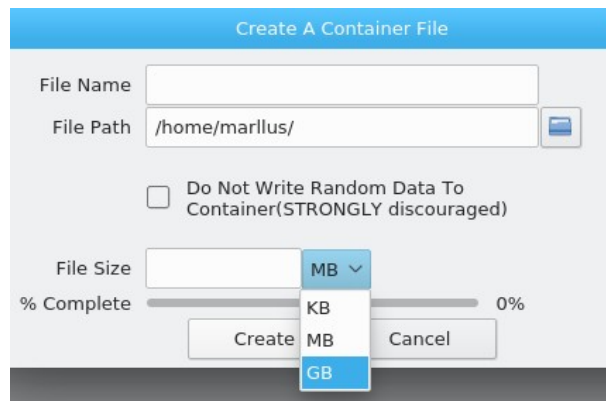 Create A Container File
File Name
File Path /home/marllus/
Do Not Write Random Data To
Container(STRONGLY discouraged)
File Size MB
% Complete 0%
KB
Create MB Cancel
GB